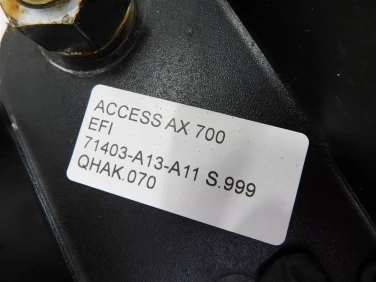 ACCESS AX 700
EFI
71403-A13-A11 S.999
QHAK.070